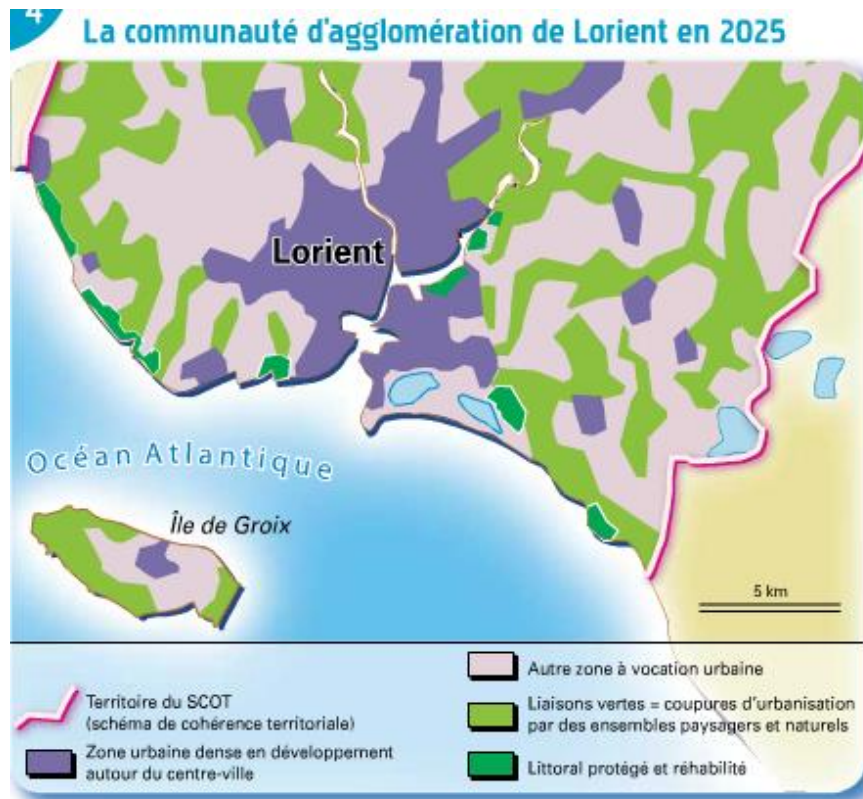 4
La communauté d'agglomération de Lorient en 2025
Lorient
Océan Atlantique
Île de Groix
5 km
Territoire du SCOT
(schéma de cohérence territoriale)
Zone urbaine dense en développement
autour du centre-ville
Autre zone à vocation urbaine
Liaisons vertes = coupures d'urbanisation
par des ensembles paysagers et naturels
Littoral protégé et réhabilité